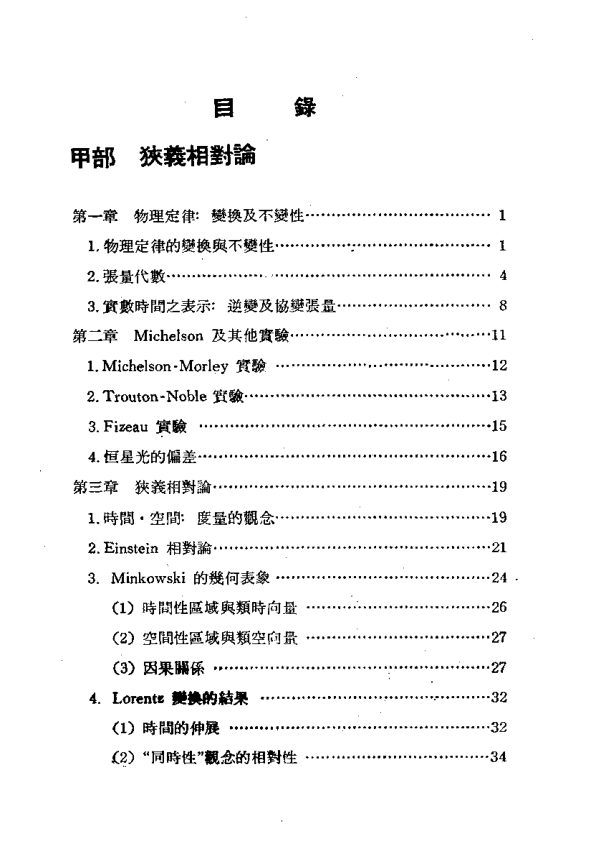 目 錄
甲部 狹義相對論
第一章 物理定律: 變換及不變性………………………………1
1.物理定律的變換與不變性………………………………1
2.張量代數………………………………4
3.實數時間之表示: 逆變及協變張量………………………………8
第二章 Michelson 及其他實驗………………………………11
1.Michelson-Morley 實驗 ………………………………12
2.Trouton-Noble 實驗………………………………13
3.Fizeau 實驗 ………………………………15
4.恒星光的偏差………………………………16
第三章 狹義相對論………………………………19
1.時間・空間: 度量的觀念………………………………19
2.Einstein 相對論………………………………21
3. Minkowski 的幾何表象………………………………24
(1) 時間性區域與類時向量 ………………………………26
(2) 空間性區域與類空向量 ………………………………27
(3) 因果關係 ………………………………27
4. Lorentz 變換的結果 ………………………………32
(1) 時間的伸展 ………………………………32
(2) “同時性”觀念的相對性 ………………………………34